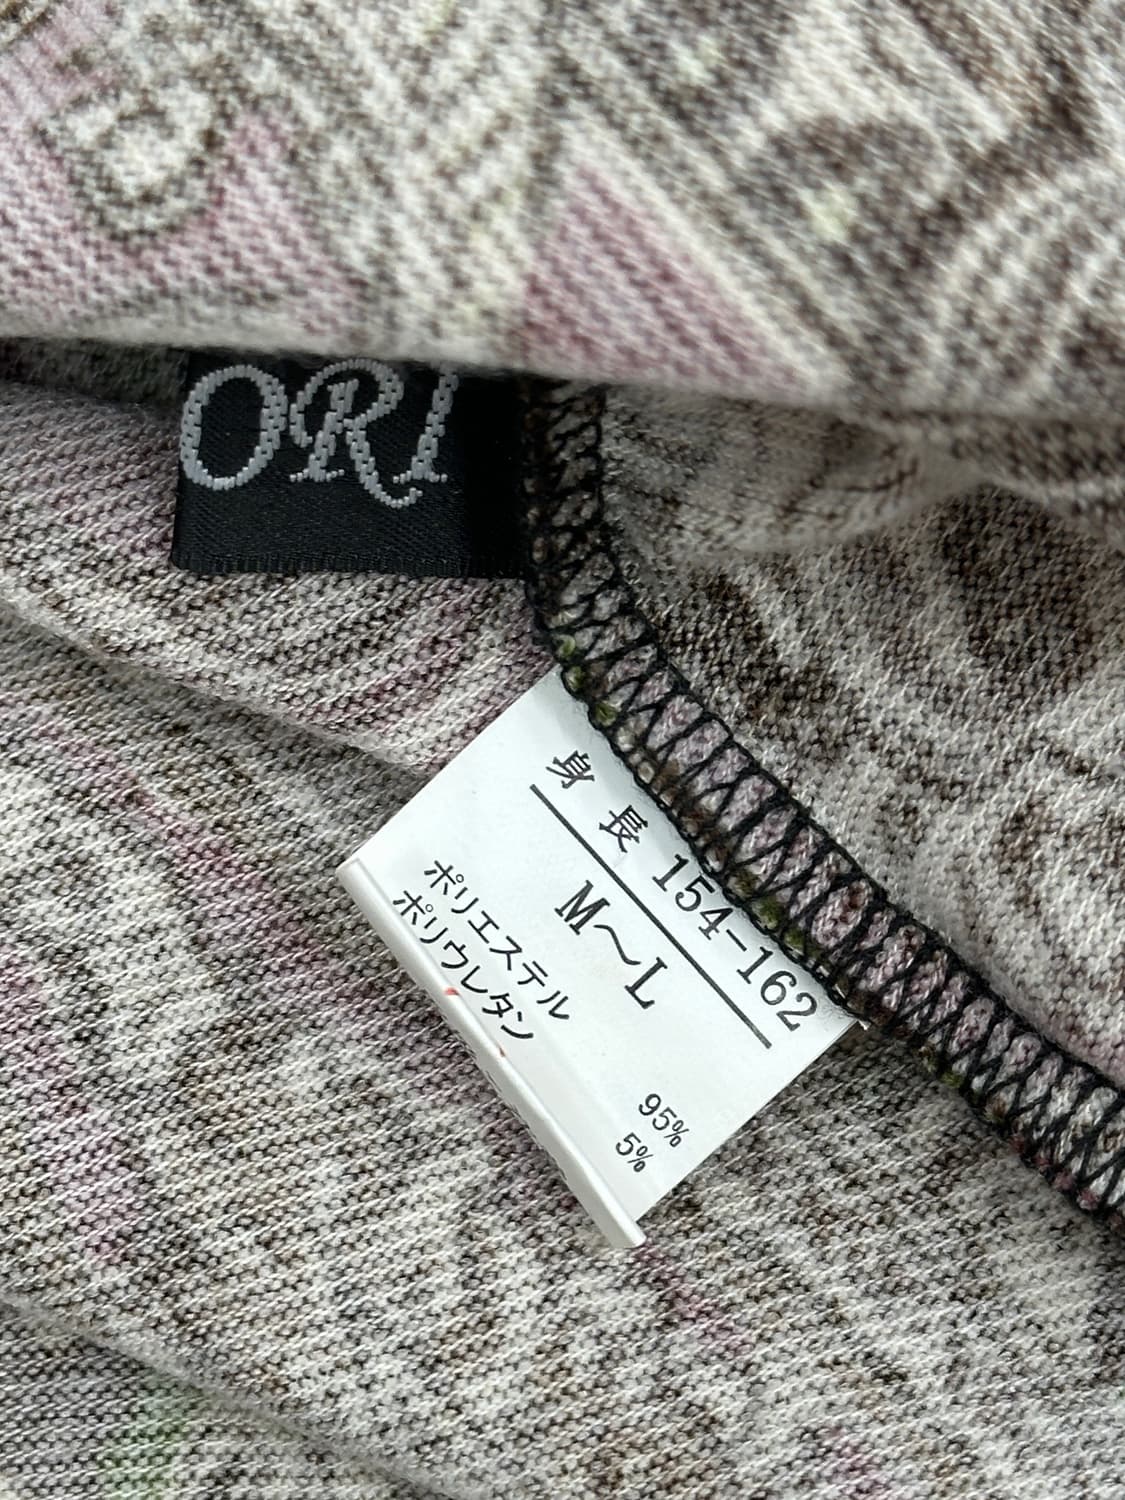 ORI
身長 154-162
M～L
ポリエステル 95%
ポリウレタン 5%